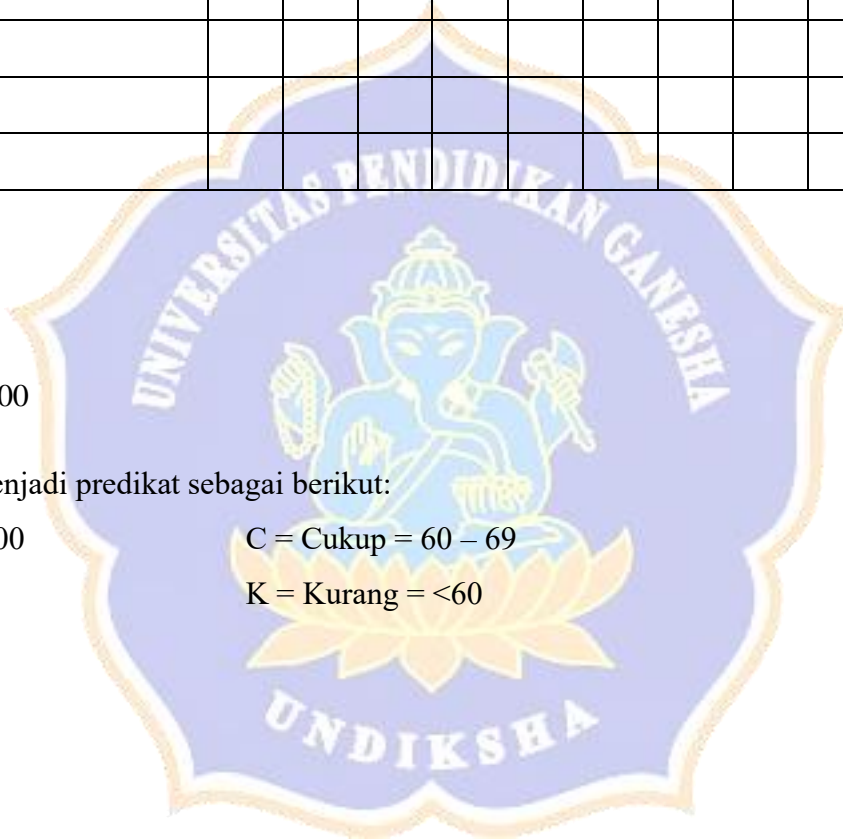 UNIVERSITAS PENDIDIKAN GANESHA
00
enjadi predikat sebagai berikut:
00 C = Cukup = 60 – 69
K = Kurang = <60
UNDIKSHA